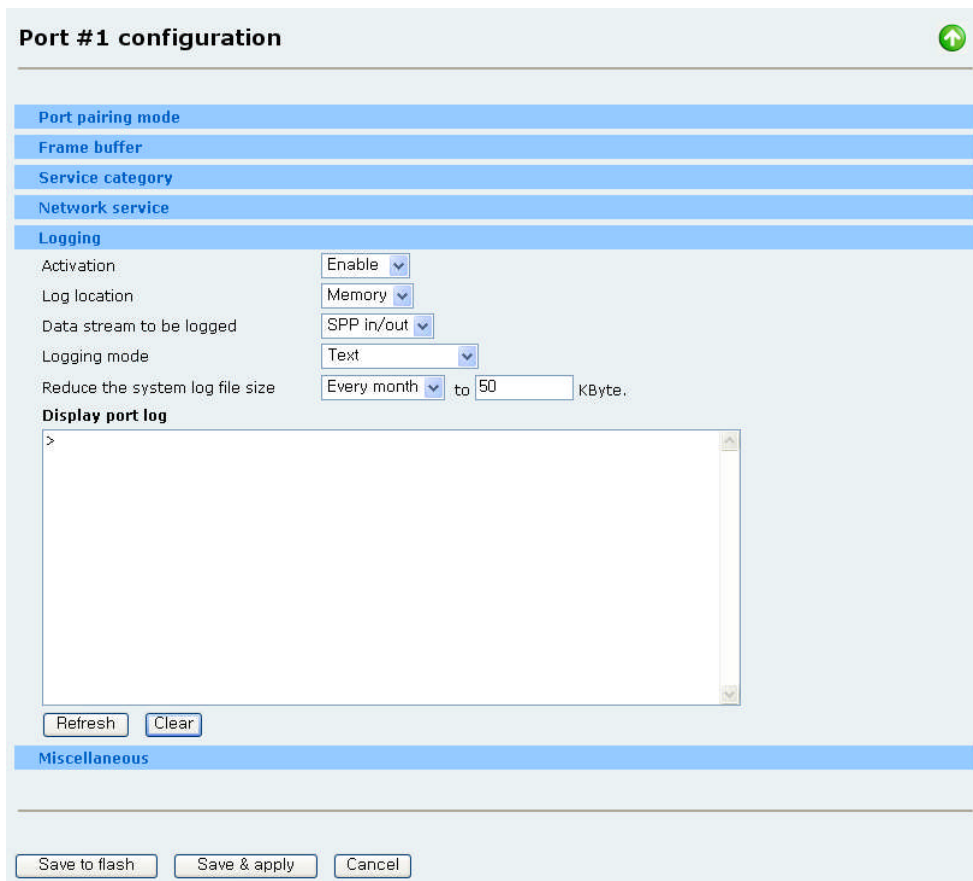 Port #1 configuration
Port pairing mode
Frame buffer
Service category
Network service
Logging
Activation Enable
Log location Memory
Data stream to be logged SPP in/out
Logging mode Text
Reduce the system log file size Every month to 50 KByte.
Display port log
>
Refresh Clear
Miscellaneous
Save to flash Save & apply Cancel